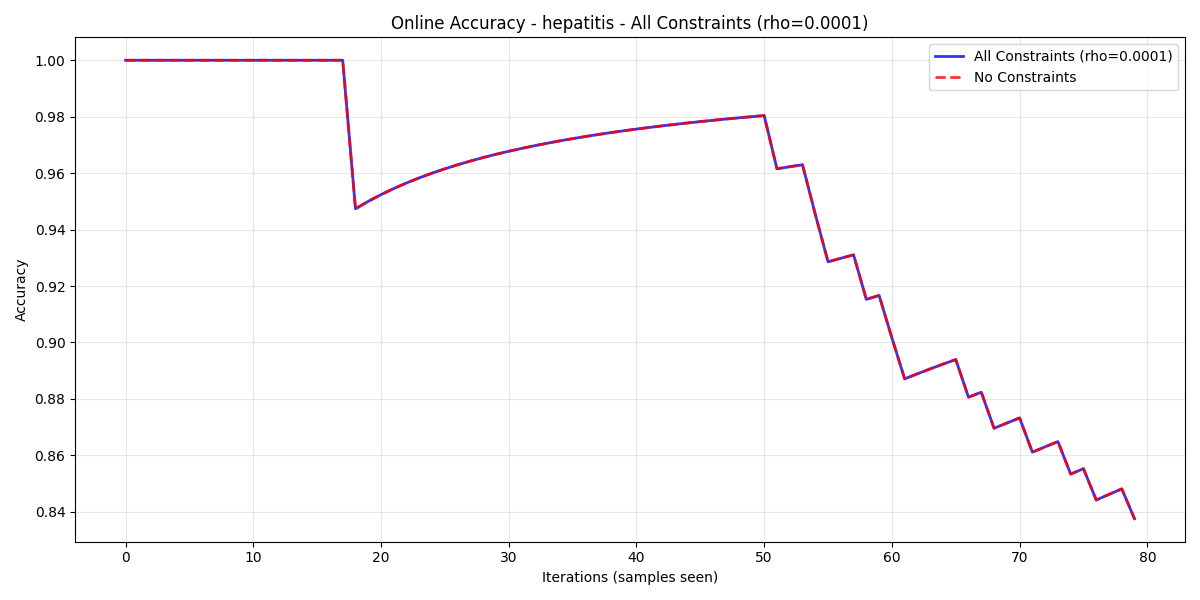 Online Accuracy - hepatitis - All Constraints (rho=0.0001)
All Constraints (rho=0.0001)
No Constraints
Accuracy
1.00
0.98
0.96
0.94
0.92
0.90
0.88
0.86
0.84
0 10 20 30 40 50 60 70 80
Iterations (samples seen)